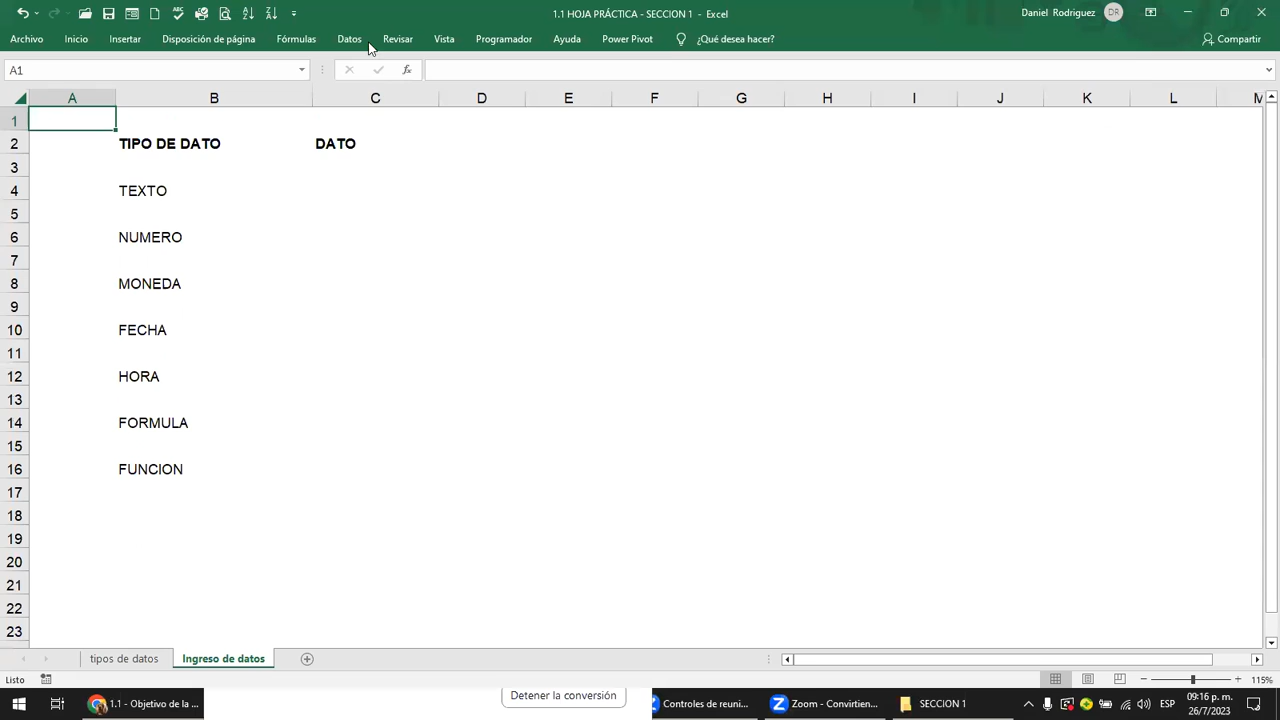 1.1 HOJA PRÁCTICA - SECCION 1 - Excel
Daniel Rodriguez DR
Archivo Inicio Insertar Disposición de página Fórmulas Datos Revisar Vista Programador Ayuda Power Pivot ¿Qué desea hacer? Compartir
A1 fx
A B C D E F G H I J K L M
1
2 TIPO DE DATO DATO
3
4 TEXTO
5
6 NUMERO
7
8 MONEDA
9
10 FECHA
11
12 HORA
13
14 FORMULA
15
16 FUNCION
17
18
19
20
21
22
23
tipos de datos Ingreso de datos
Listo 115%
1.1 - Objetivo de la ... Detener la conversión Controles de reuni... Zoom - Convirtien... SECCION 1 ESP 09:16 p. m.
26/7/2023